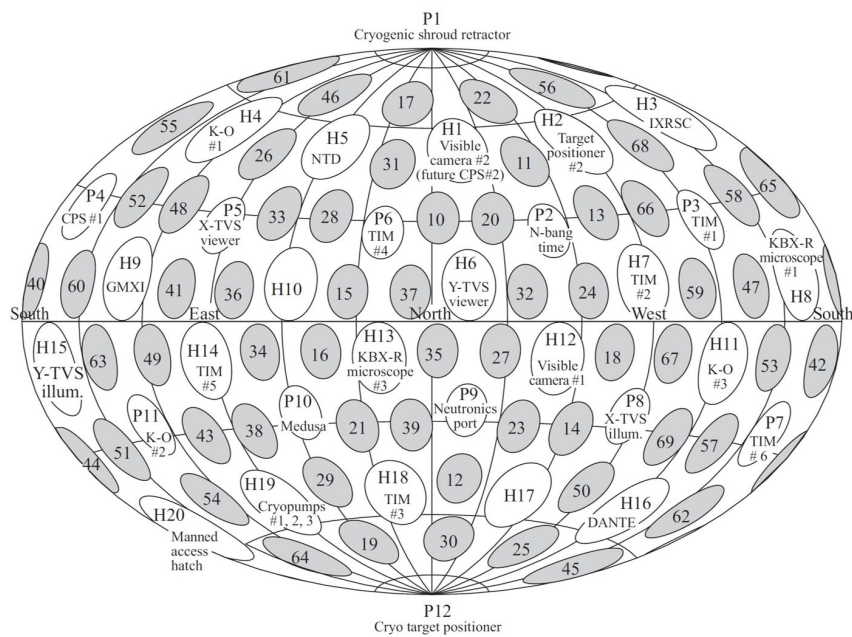 P1
Cryogenic shroud retractor
61
46
17
22
56
H3
IXRSC
55
H4
K-O
#1
H5
NTD
H1
Visible
camera #2
(future CPS#2)
H2
Target
positioner
#2
68
26
31
11
P4
CPS #1
52
48
P5
X-TVS
viewer
33
28
P6
TIM
#4
10
20
P2
N-bang
time
13
66
P3
TIM
#1
58
65
40
60
H9
GMXI
41
36
H10
15
37
H6
Y-TVS
viewer
32
24
H7
TIM
#2
59
47
KBX-R
microscope
#1
H8
South
East
North
West
South
H15
Y-TVS
illum.
63
49
H14
TIM
#5
34
16
H13
KBX-R
microscope
#3
35
27
H12
Visible
camera #1
18
67
H11
K-O
#3
53
42
44
51
P11
K-O
#2
43
38
P10
Medusa
21
39
P9
Neutronics
port
23
14
P8
X-TVS
illum.
69
57
P7
TIM
# 6
54
H19
Cryopumps
#1, 2, 3
29
H18
TIM
#3
12
H17
50
H16
DANTE
62
H20
Manned
access
hatch
64
19
30
25
45
P12
Cryo target positioner